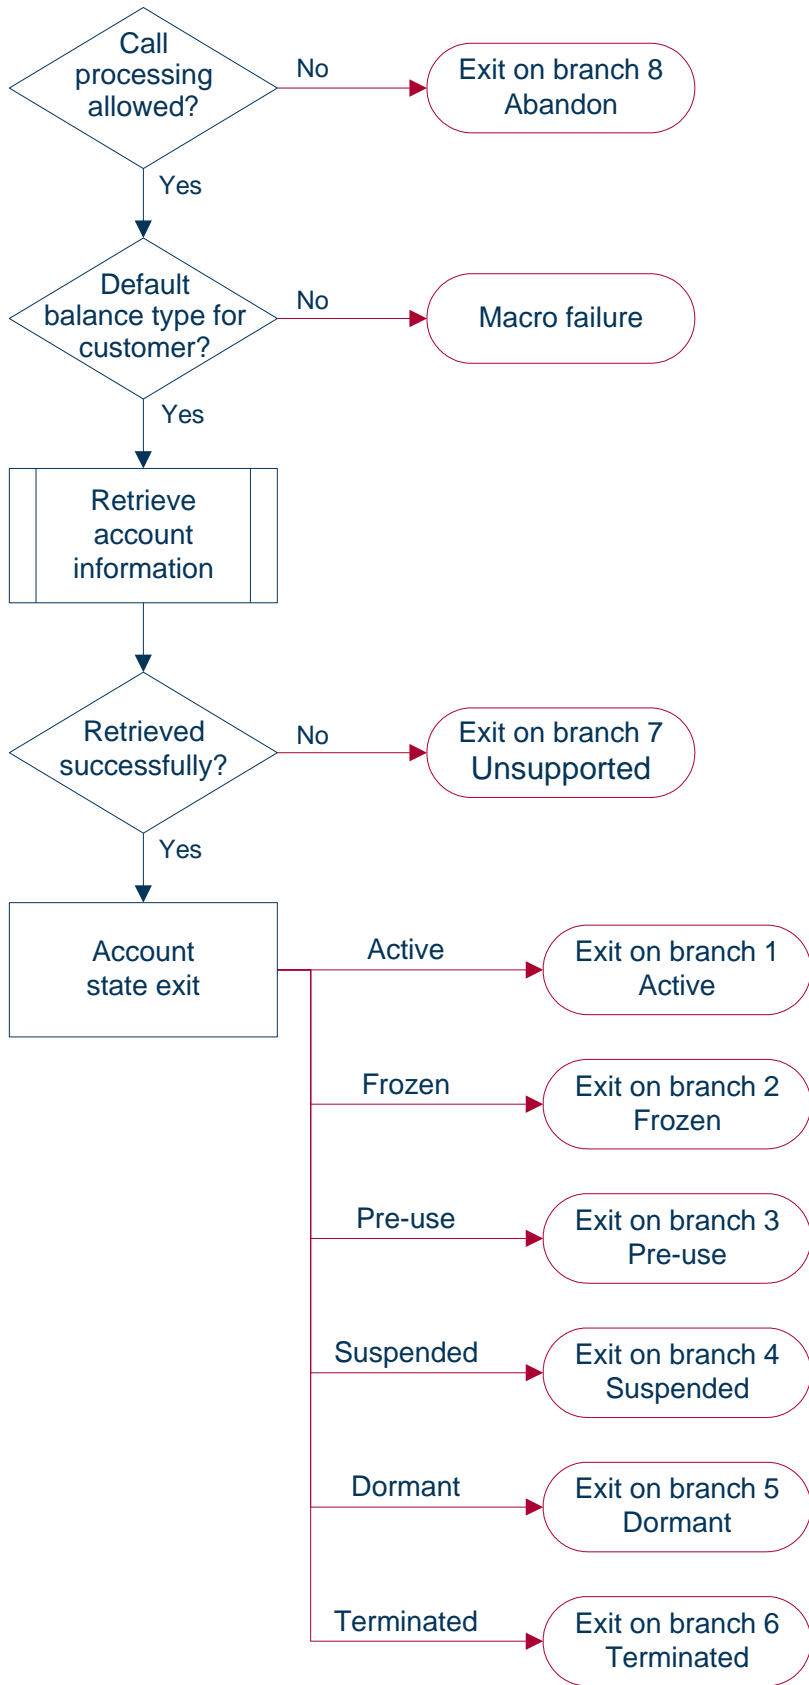 Call
processing
allowed?
No
Exit on branch 8
Abandon
Yes
Default
balance type for
customer?
No
Macro failure
Yes
Retrieve
account
information
Retrieved
successfully?
No
Exit on branch 7
Unsupported
Yes
Account
state exit
Active
Exit on branch 1
Active
Frozen
Exit on branch 2
Frozen
Pre-use
Exit on branch 3
Pre-use
Suspended
Exit on branch 4
Suspended
Dormant
Exit on branch 5
Dormant
Terminated
Exit on branch 6
Terminated